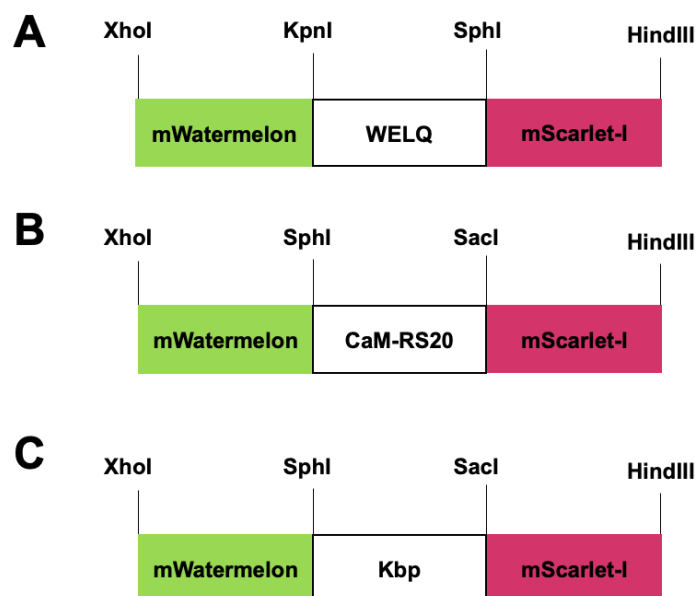 A
XhoI KpnI SphI HindIII
mWatermelon WELQ mScarlet-I
B
XhoI SphI SacI HindIII
mWatermelon CaM-RS20 mScarlet-I
C
XhoI SphI SacI HindIII
mWatermelon Kbp mScarlet-I